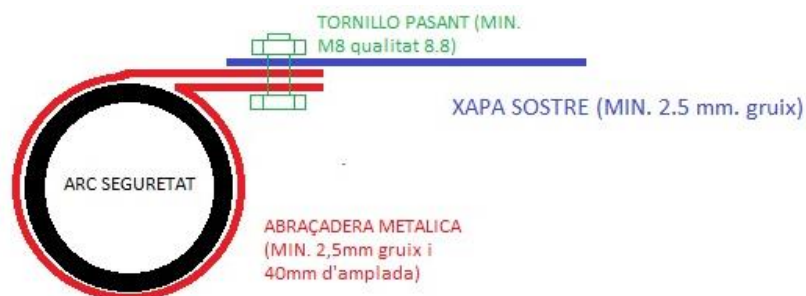 TORNILLO PASANT (MIN.
M8 qualitat 8.8)
XAPA SOSTRE (MIN. 2.5 mm. gruix)
ARC SEGURETAT
ABRAÇADERA METALICA
(MIN. 2,5mm gruix i
40mm d'amplada)